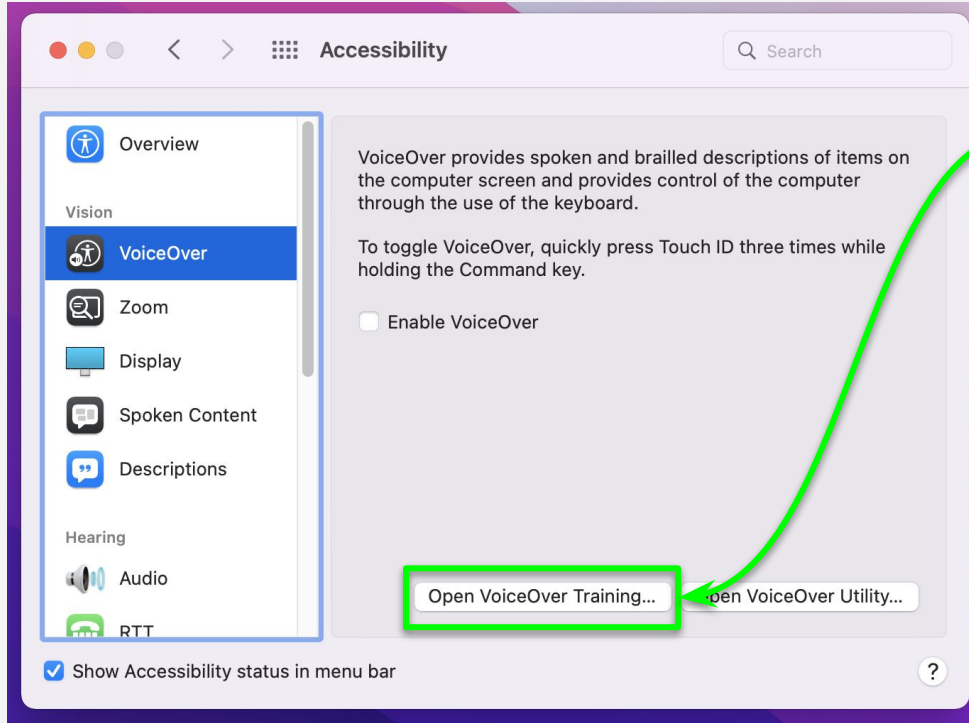 Accessibility
Search
Overview
Vision
VoiceOver
Zoom
Display
Spoken Content
Descriptions
Hearing
Audio
RTT
VoiceOver provides spoken and brailled descriptions of items on
the computer screen and provides control of the computer
through the use of the keyboard.
To toggle VoiceOver, quickly press Touch ID three times while
holding the Command key.
Enable VoiceOver
Open VoiceOver Training...
pen VoiceOver Utility...
Show Accessibility status in menu bar
?